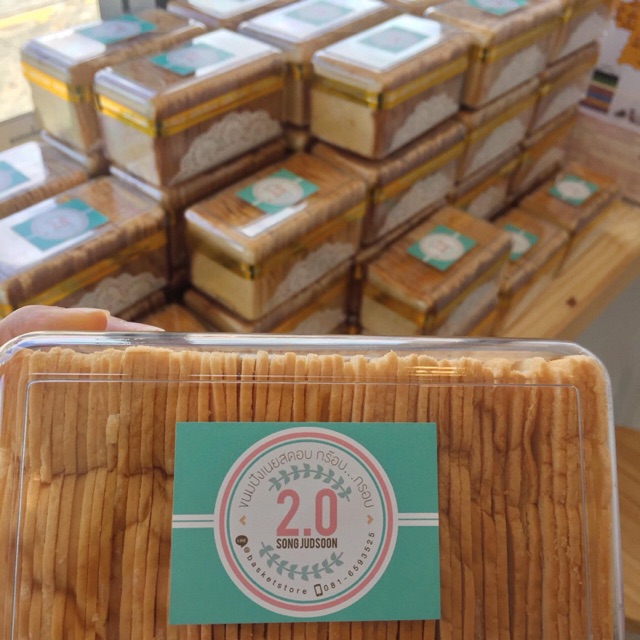 ขนมปังเนยสดอบ กร๊อบ...กรอบ
2.0
SONG JUDSOON
LINE @basketstore 081-6593525